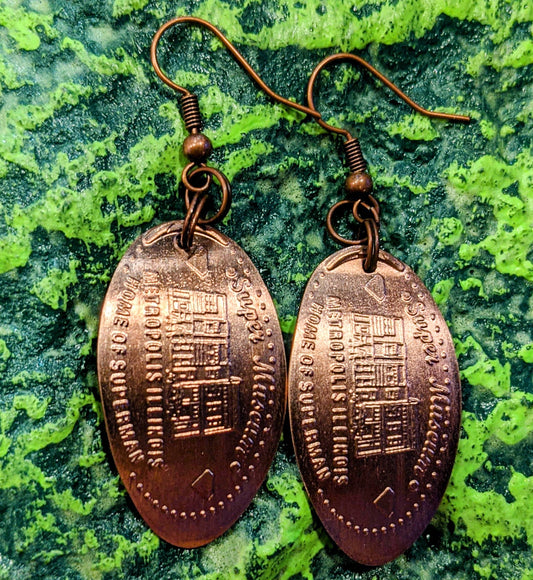 Super Museum
METROPOLIS ILLINOIS
HOME OF SUPERMAN
Super Museum
METROPOLIS ILLINOIS
HOME OF SUPERMAN